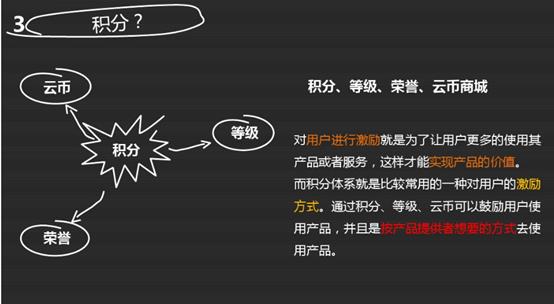 3 积分？
云币
积分
等级
荣誉
积分、等级、荣誉、云币商城
对用户进行激励就是为了让用户更多的使用其
产品或者服务，这样才能实现产品的价值。
而积分体系就是比较常用的一种对用户的激励
方式。通过积分、等级、云币可以鼓励用户使
用产品，并且是按产品提供者想要的方式去使
用产品。